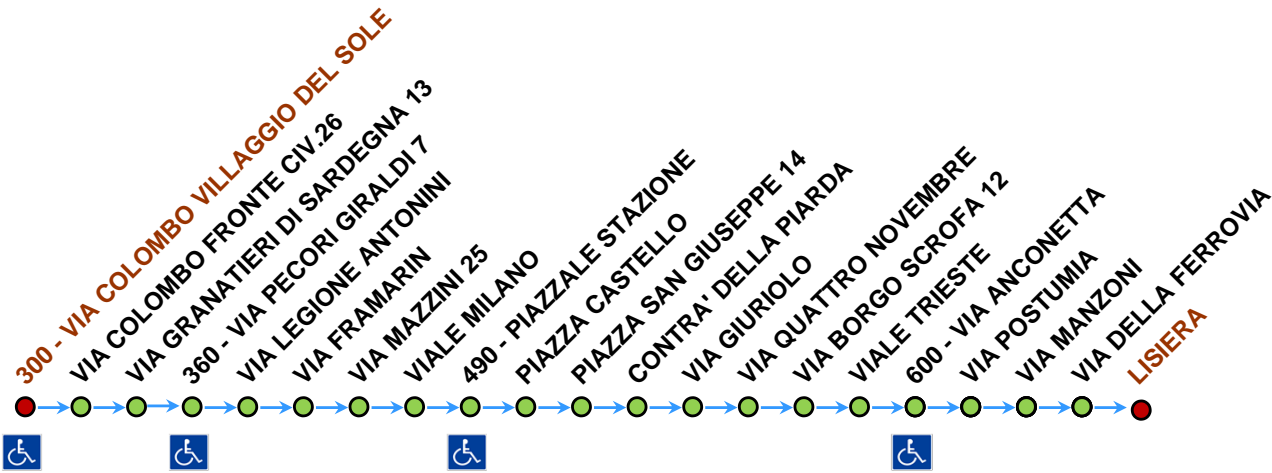 300 - VIA COLOMBO VILLAGGIO DEL SOLE
VIA COLOMBO FRONTE CIV.26
VIA GRANATIERI DI SARDEGNA 13
360 - VIA PECORI GIRALDI 7
VIA LEGIONE ANTONINI
VIA FRAMARIN
VIA MAZZINI 25
VIALE MILANO
490 - PIAZZALE STAZIONE
PIAZZA CASTELLO
PIAZZA SAN GIUSEPPE 14
CONTRA' DELLA PIARDA
VIA GIURIOLO
VIA QUATTRO NOVEMBRE
VIA BORGO SCROFA 12
VIALE TRIESTE
600 - VIA ANCONETTA
VIA POSTUMIA
VIA MANZONI
VIA DELLA FERROVIA
LISIERA